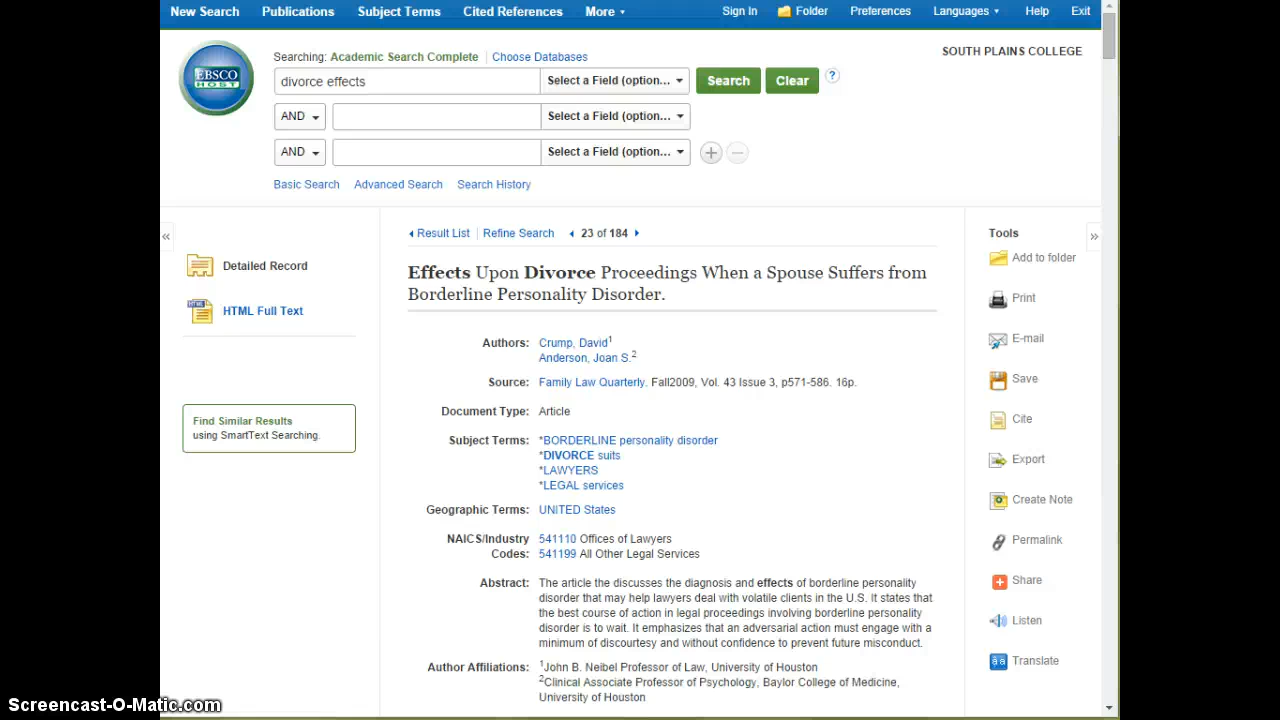 New Search Publications Subject Terms Cited References More Sign In Folder Preferences Languages Help Exit
SOUTH PLAINS COLLEGE
Searching: Academic Search Complete Choose Databases
EBSCO HOST
divorce effects Select a Field (option... Search Clear ?
AND Select a Field (option...
AND Select a Field (option...
Basic Search Advanced Search Search History
« Result List Refine Search 23 of 184 Tools »
Detailed Record
HTML Full Text
Find Similar Results
using SmartText Searching.
Effects Upon Divorce Proceedings When a Spouse Suffers from
Borderline Personality Disorder.
Authors: Crump, David1
Anderson, Joan S.2
Source: Family Law Quarterly. Fall2009, Vol. 43 Issue 3, p571-586. 16p.
Document Type: Article
Subject Terms: *BORDERLINE personality disorder
*DIVORCE suits
*LAWYERS
*LEGAL services
Geographic Terms: UNITED States
NAICS/Industry 541110 Offices of Lawyers
Codes: 541199 All Other Legal Services
Abstract: The article the discusses the diagnosis and effects of borderline personality
disorder that may help lawyers deal with volatile clients in the U.S. It states that
the best course of action in legal proceedings involving borderline personality
disorder is to wait. It emphasizes that an adversarial action must engage with a
minimum of discourtesy and without confidence to prevent future misconduct.
Author Affiliations: 1John B. Neibel Professor of Law, University of Houston
2Clinical Associate Professor of Psychology, Baylor College of Medicine,
University of Houston
Add to folder
Print
E-mail
Save
Cite
Export
Create Note
Permalink
Share
Listen
Translate
Screencast-O-Matic.com